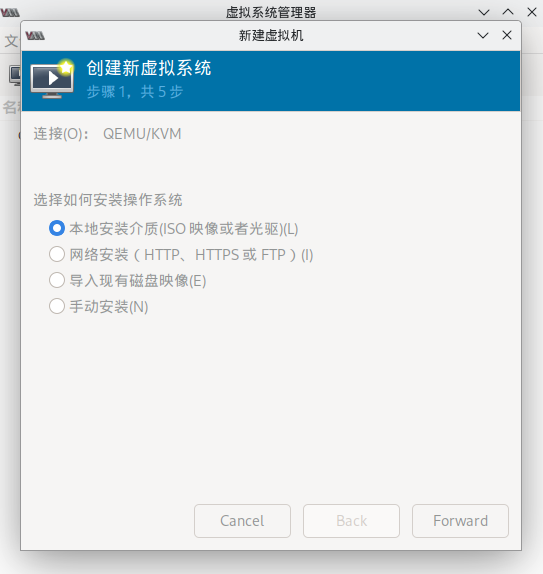 虚拟系统管理器
新建虚拟机
文
创建新虚拟系统
步骤 1，共 5 步
名称
连接(O)： QEMU/KVM
选择如何安装操作系统
本地安装介质(ISO 映像或者光驱)(L)
网络安装（HTTP、HTTPS 或 FTP）(I)
导入现有磁盘映像(E)
手动安装(N)
Cancel Back Forward